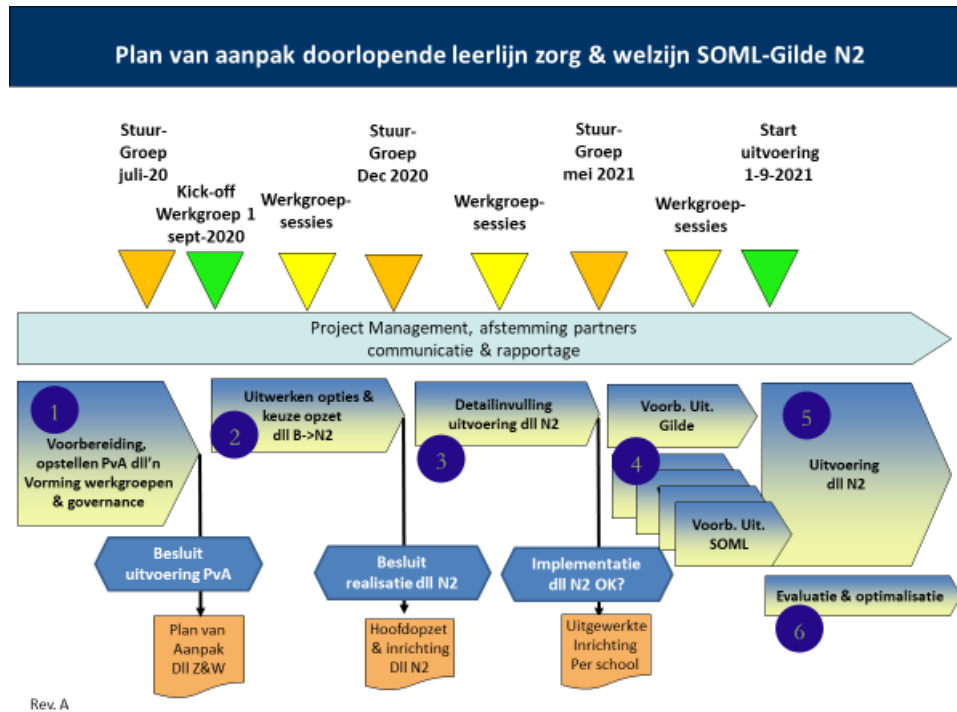 Plan van aanpak doorlopende leerlijn zorg & welzijn SOML-Gilde N2
Stuur-
Groep
juli-20
Kick-off
Werkgroep 1
sept-2020
Werkgroep-
sessies
Stuur-
Groep
Dec 2020
Werkgroep-
sessies
Stuur-
Groep
mei 2021
Werkgroep-
sessies
Start
uitvoering
1-9-2021
Project Management, afstemming partners
communicatie & rapportage
1
Voorbereiding,
opstellen PvA dll'n
Vorming werkgroepen
& governance
2
Uitwerken opties &
keuze opzet
dll B->N2
3
Detailinvulling
uitvoering dll N2
4
Voorb. Uit.
Gilde
Voorb. Uit.
SOML
5
Uitvoering
dll N2
Besluit
uitvoering PvA
Besluit
realisatie dll N2
Implementatie
dll N2 OK?
Evaluatie & optimalisatie
6
Plan van
Aanpak
Dll Z&W
Hoofdopzet
& inrichting
Dll N2
Uitgewerkte
Inrichting
Per school
Rev. A